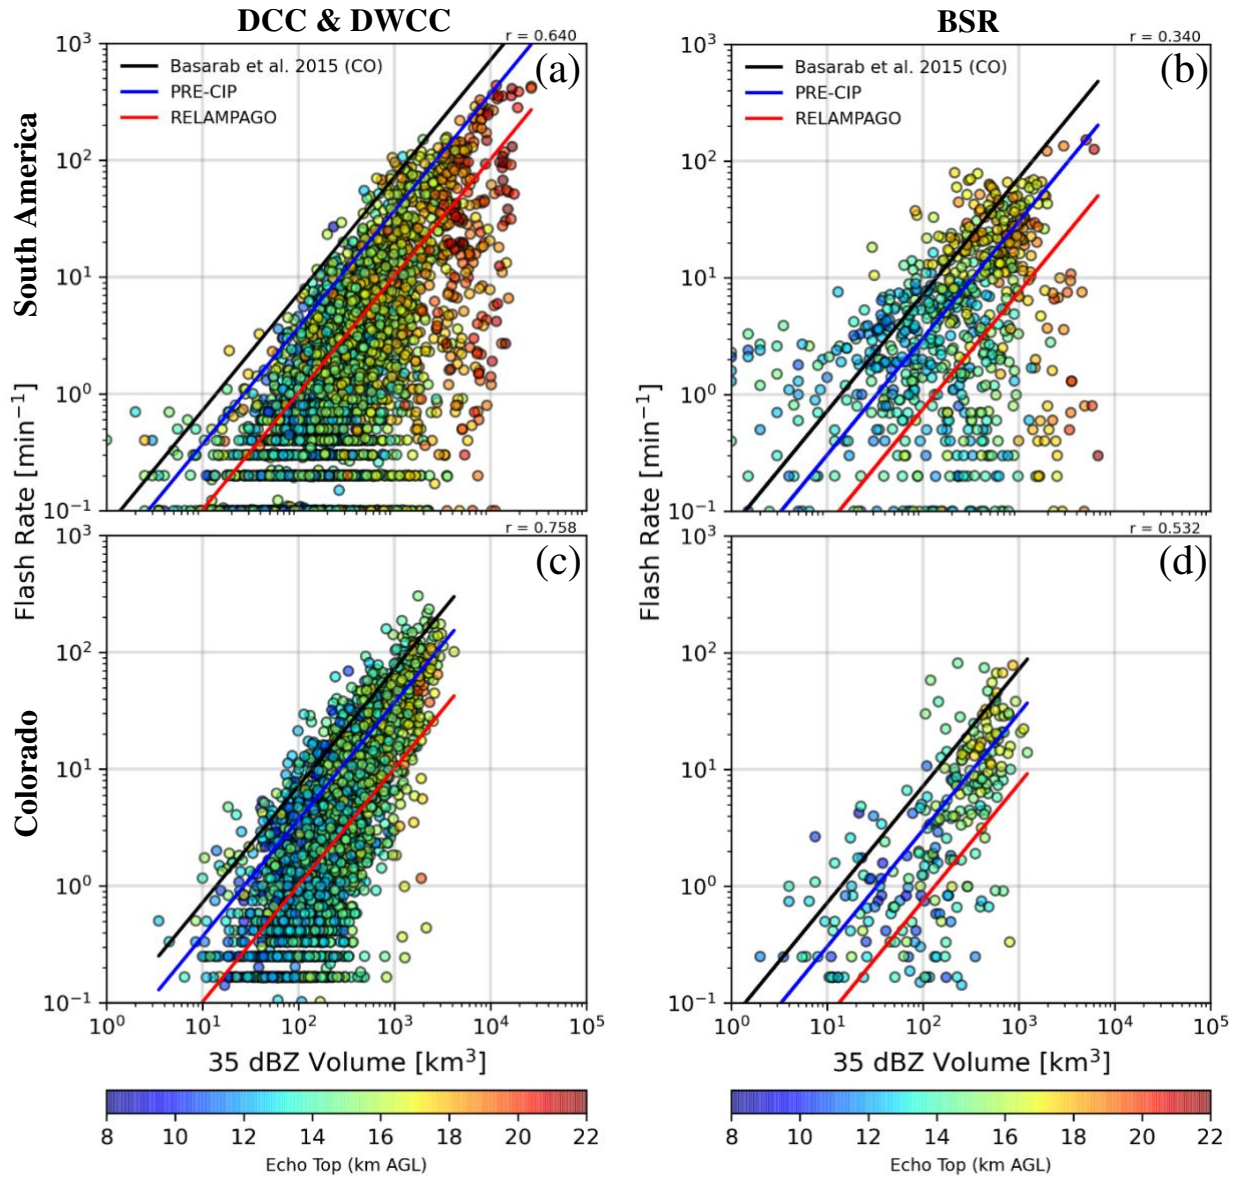 DCC & DWCC
BSR
South America
Colorado
r = 0.640
(a)
Basarab et al. 2015 (CO)
PRE-CIP
RELAMPAGO
10³
10²
10¹
10⁰
10⁻¹
r = 0.340
(b)
Basarab et al. 2015 (CO)
PRE-CIP
RELAMPAGO
10³
10²
10¹
10⁰
10⁻¹
Flash Rate [min⁻¹]
Flash Rate [min⁻¹]
r = 0.758
(c)
10³
10²
10¹
10⁰
10⁻¹
10⁰ 10¹ 10² 10³ 10⁴ 10⁵
35 dBZ Volume [km³]
r = 0.532
(d)
10³
10²
10¹
10⁰
10⁻¹
10⁰ 10¹ 10² 10³ 10⁴ 10⁵
35 dBZ Volume [km³]
8 10 12 14 16 18 20 22
Echo Top (km AGL)
8 10 12 14 16 18 20 22
Echo Top (km AGL)